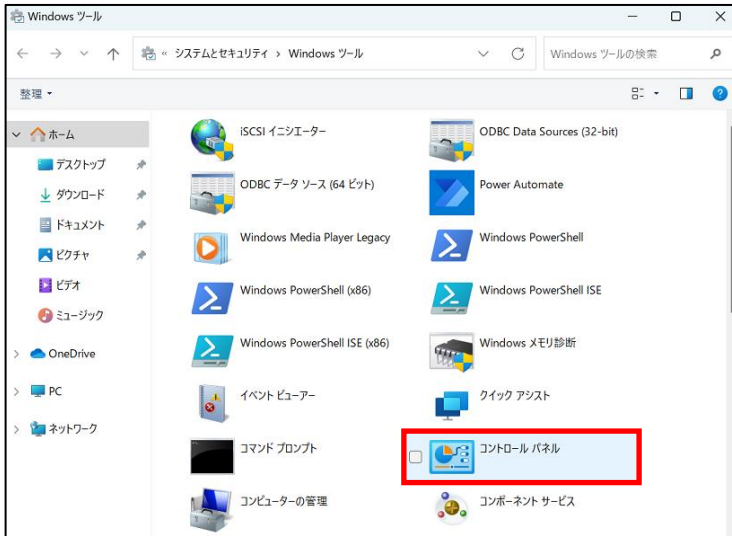 Windows ツール
« システムとセキュリティ › Windows ツール
Windows ツールの検索
整理
ホーム
デスクトップ
ダウンロード
ドキュメント
ピクチャ
ビデオ
ミュージック
OneDrive
PC
ネットワーク
iSCSI イニシエーター
ODBC Data Sources (32-bit)
ODBC データ ソース (64 ビット)
Power Automate
Windows Media Player Legacy
Windows PowerShell
Windows PowerShell (x86)
Windows PowerShell ISE
Windows PowerShell ISE (x86)
Windows メモリ診断
イベント ビューアー
クイック アシスト
コマンド プロンプト
コントロール パネル
コンピューターの管理
コンポーネント サービス